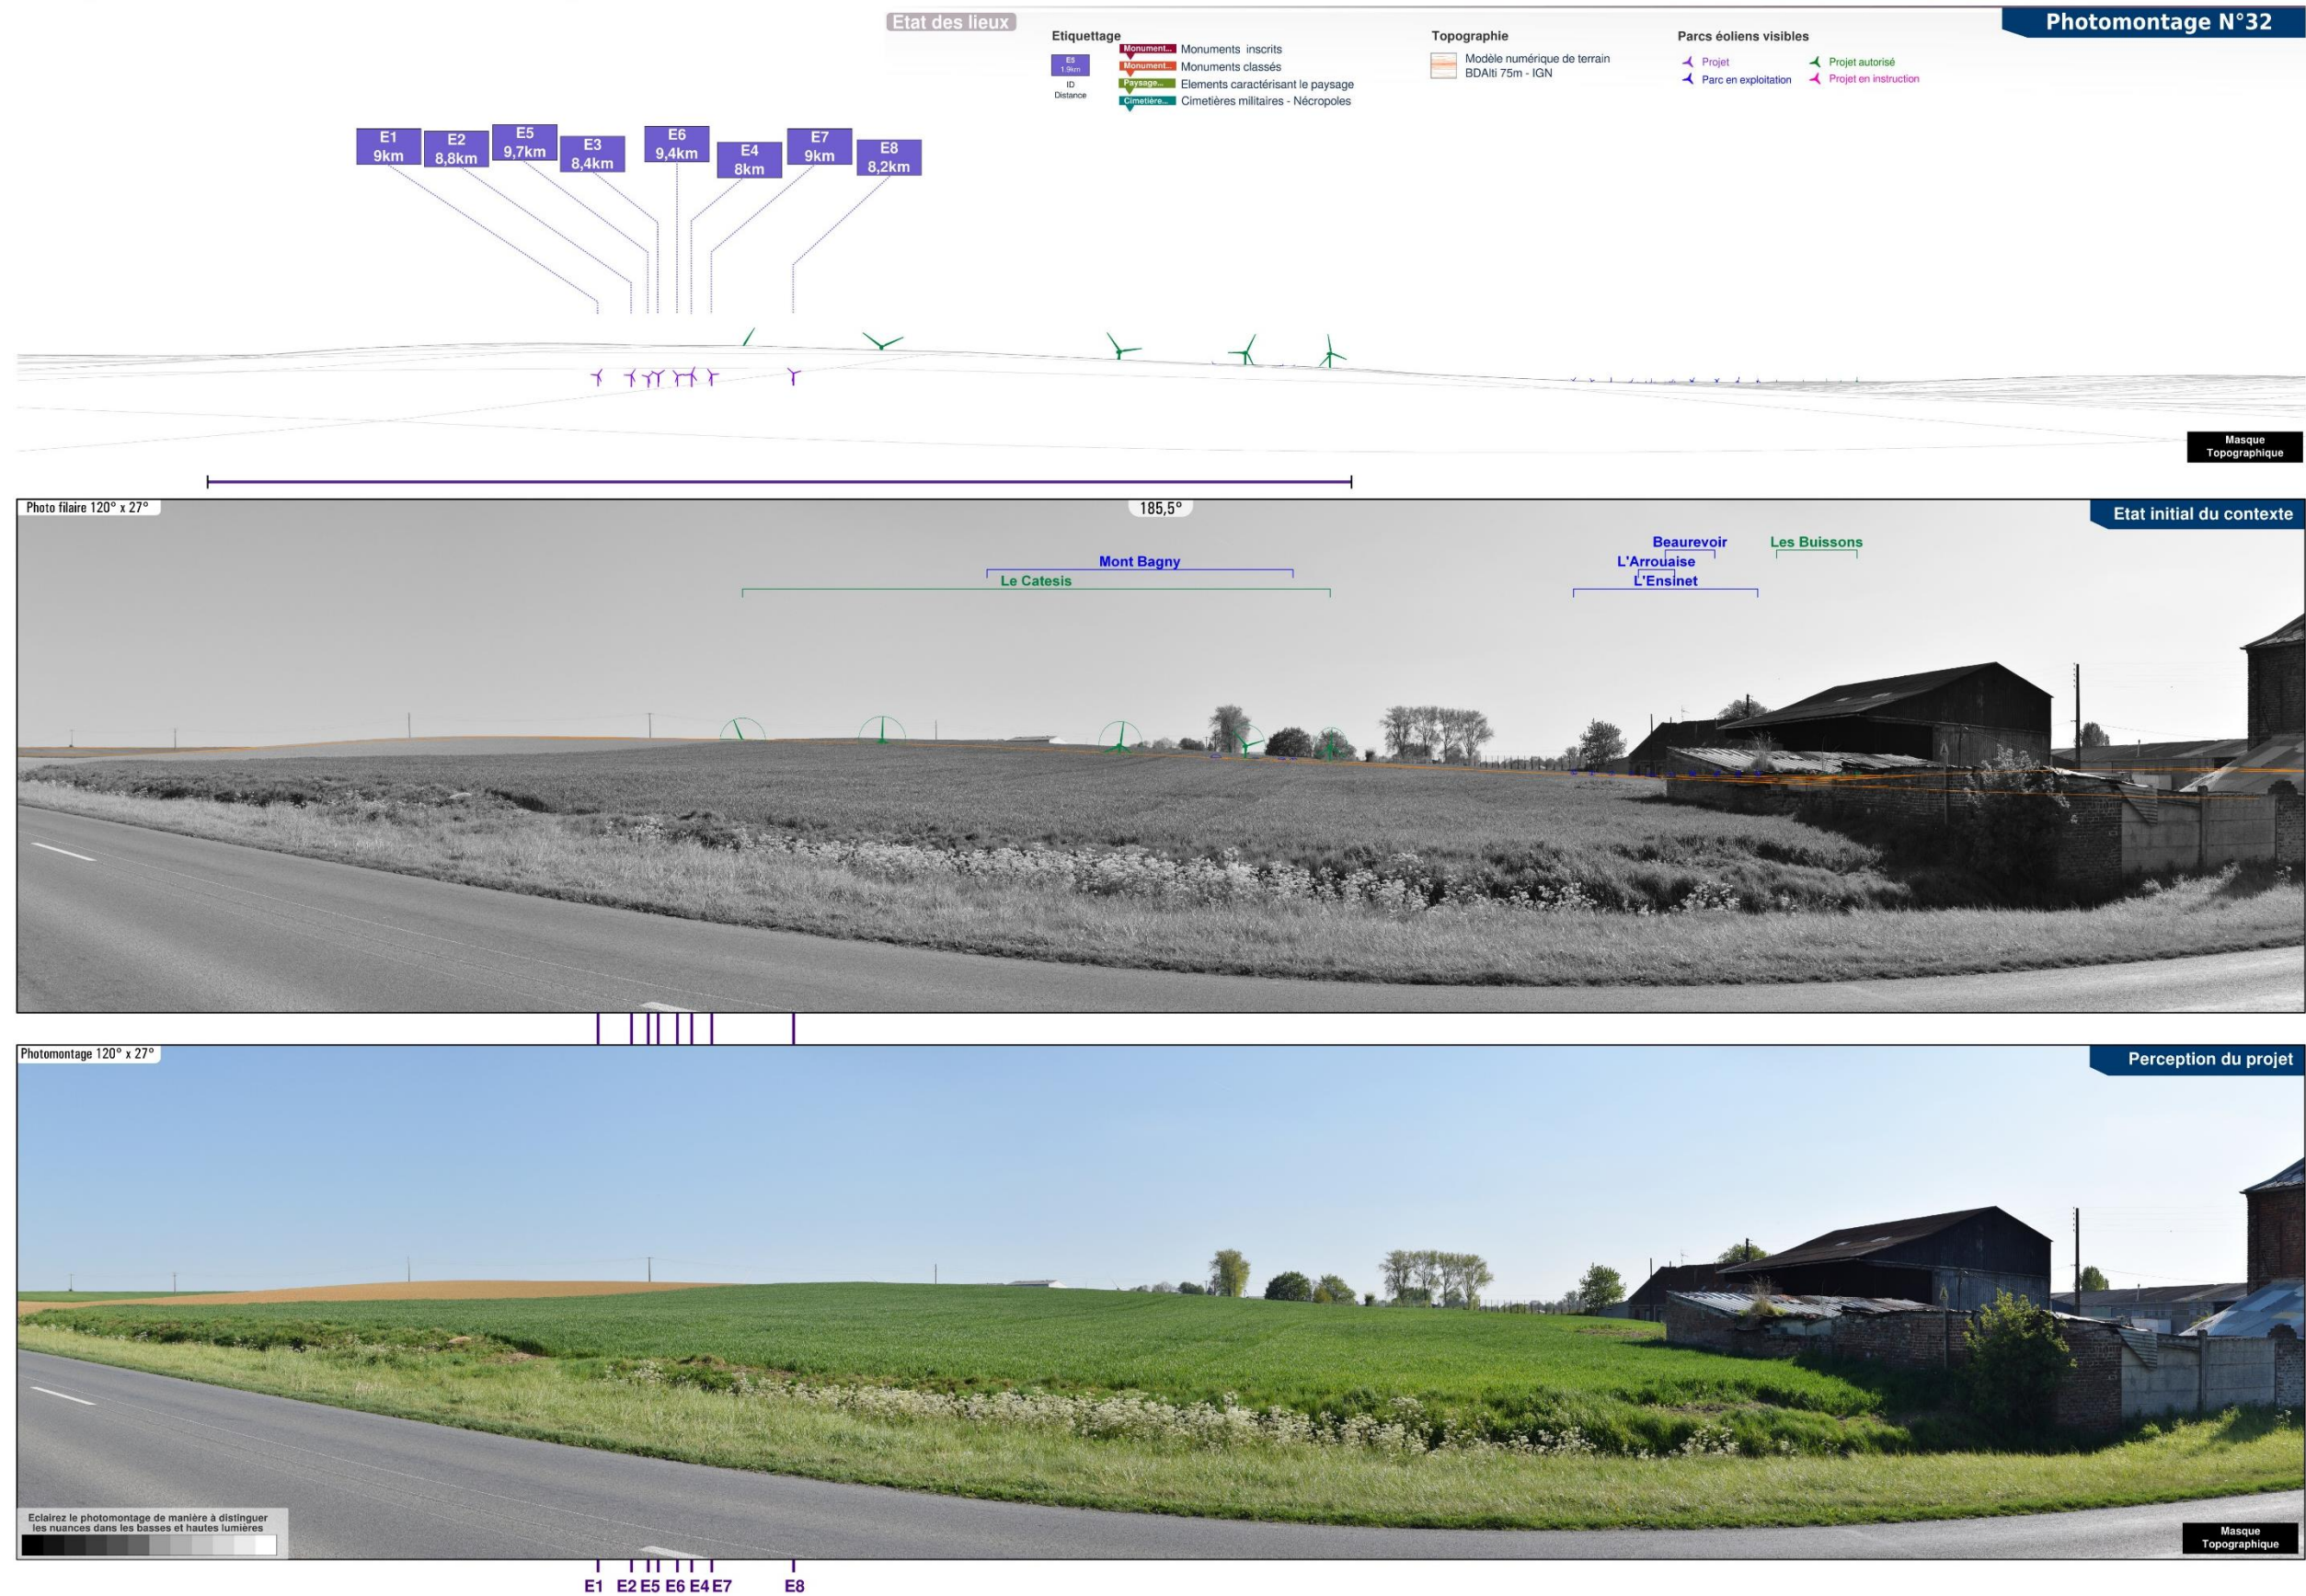 Etat des lieux
Photomontage N°32
Etiquettage
E5
1.9km
ID
Distance
Monument... Monuments inscrits
Monument... Monuments classés
Paysage... Elements caractérisant le paysage
Cimetière... Cimetières militaires - Nécropoles
Topographie
Modèle numérique de terrain
BDAlti 75m - IGN
Parcs éoliens visibles
Projet
Projet autorisé
Parc en exploitation
Projet en instruction
E1
9km
E2
8,8km
E5
9,7km
E3
8,4km
E6
9,4km
E4
8km
E7
9km
E8
8,2km
Masque
Topographique
Photo filaire 120° x 27°
185,5°
Etat initial du contexte
Beaurevoir
Les Buissons
Mont Bagny
L'Arrouaise
Le Catesis
L'Ensinet
Photomontage 120° x 27°
Perception du projet
Eclairez le photomontage de manière à distinguer
les nuances dans les basses et hautes lumières
Masque
Topographique
E1 E2 E5 E6 E4 E7 E8